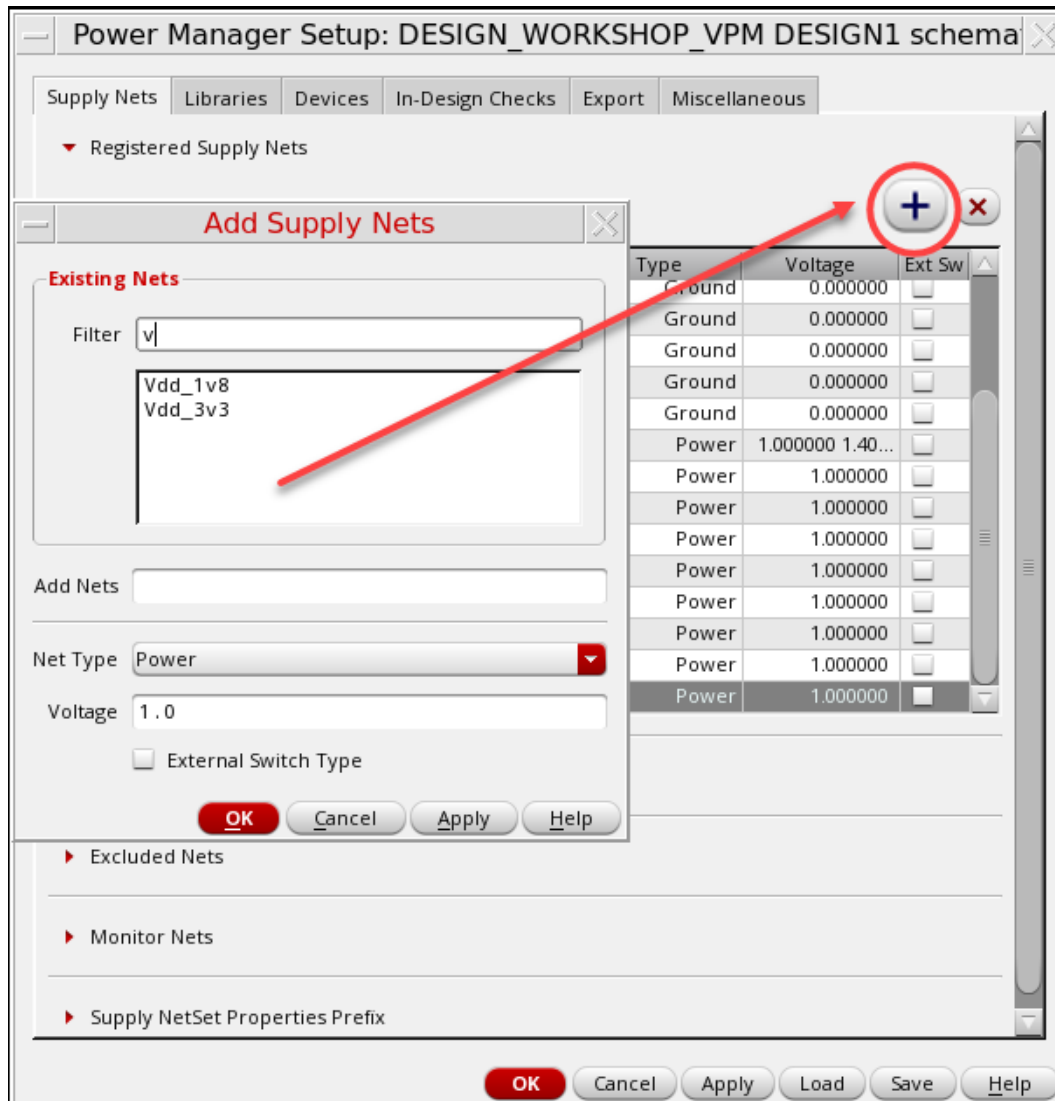 Power Manager Setup: DESIGN_WORKSHOP_VPM DESIGN1 schema
Supply Nets Libraries Devices In-Design Checks Export Miscellaneous
Registered Supply Nets
Add Supply Nets
Existing Nets
Filter v
Vdd_1v8
Vdd_3v3
Add Nets
Net Type Power
Voltage 1.0
External Switch Type
OK Cancel Apply Help
Type Voltage Ext Sw
Ground 0.000000
Ground 0.000000
Ground 0.000000
Ground 0.000000
Ground 0.000000
Power 1.000000 1.40...
Power 1.000000
Power 1.000000
Power 1.000000
Power 1.000000
Power 1.000000
Power 1.000000
Power 1.000000
Power 1.000000
Excluded Nets
Monitor Nets
Supply NetSet Properties Prefix
OK Cancel Apply Load Save Help